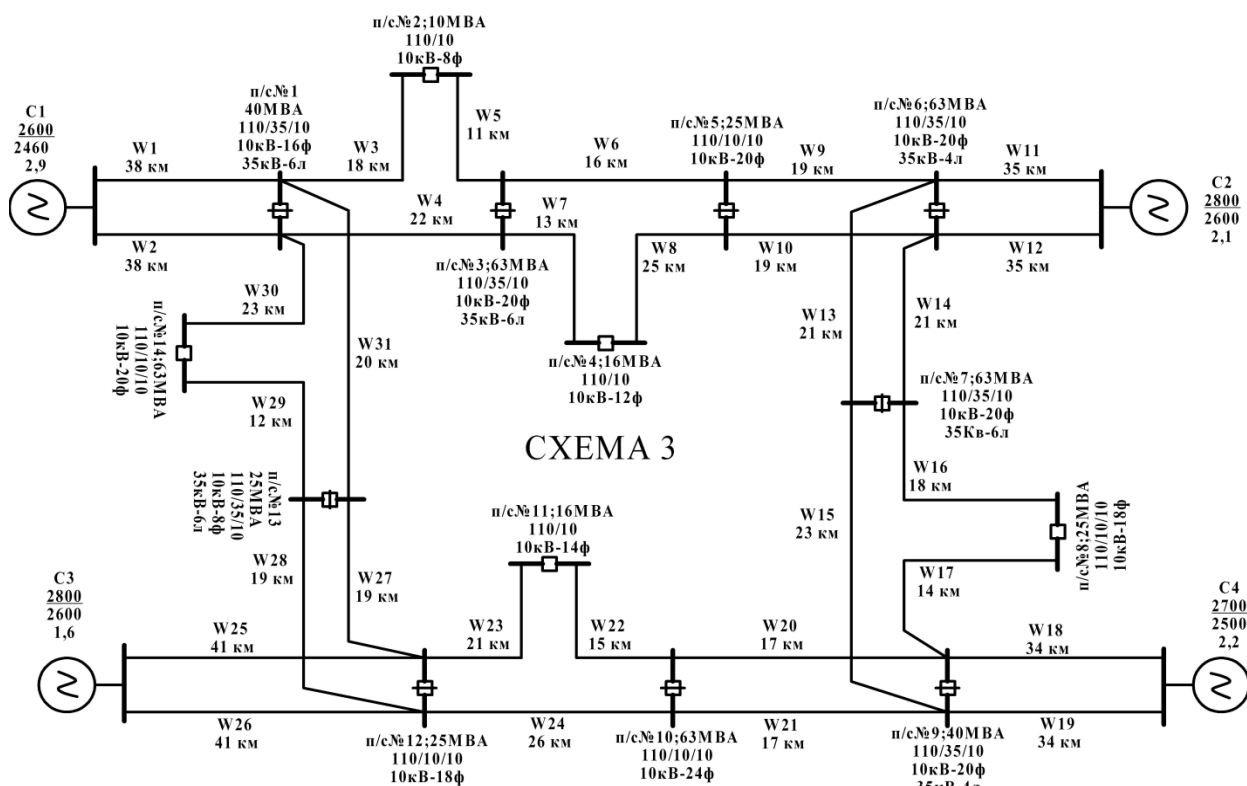 п/с№2;10МВА
110/10
10кВ-8ф
С1
2600
2460
2,9
W1
38 км
W2
38 км
п/с№1
40МВА
110/35/10
10кВ-16ф
35кВ-6л
W3
18 км
W5
11 км
W4
22 км
W6
16 км
W7
13 км
п/с№3;63МВА
110/35/10
10кВ-20ф
35кВ-6л
п/с№5;25МВА
110/10/10
10кВ-20ф
W8
25 км
W9
19 км
W10
19 км
п/с№6;63МВА
110/35/10
10кВ-20ф
35кВ-4л
W11
35 км
W12
35 км
С2
2800
2600
2,1
W30
23 км
п/с№14;63МВА
110/10/10
10кВ-20ф
W31
20 км
W29
12 км
п/с№4;16МВА
110/10
10кВ-12ф
W13
21 км
W14
21 км
п/с№7;63МВА
110/35/10
10кВ-20ф
35Кв-6л
СХЕМА 3
п/с№13
25МВА
110/35/10
10кВ-8ф
35кВ-6л
W28
19 км
W27
19 км
п/с№11;16МВА
110/10
10кВ-14ф
W15
23 км
W16
18 км
п/с№8;25МВА
110/10/10
10кВ-18ф
W17
14 км
С3
2800
2600
1,6
W25
41 км
W26
41 км
W23
21 км
W22
15 км
W20
17 км
W18
34 км
С4
2700
2500
2,2
п/с№12;25МВА
110/10/10
10кВ-18ф
W24
26 км
п/с№10;63МВА
110/10/10
10кВ-24ф
W21
17 км
п/с№9;40МВА
110/35/10
10кВ-20ф
35кВ-4л
W19
34 км